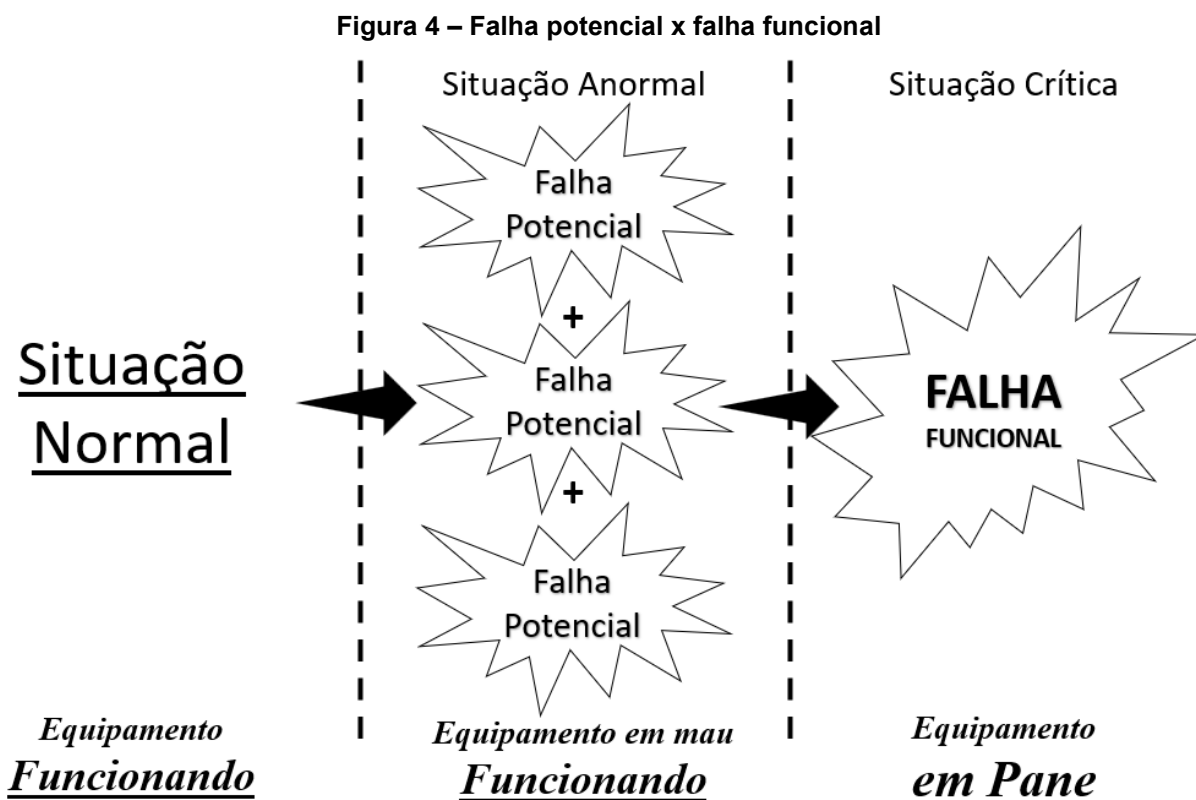 Figura 4 – Falha potencial x falha funcional
Situação Anormal
Situação Crítica
Falha
Potencial
+
Situação
Normal
Falha
Potencial
FALHA
FUNCIONAL
+
Falha
Potencial
Equipamento
Funcionando
Equipamento em mau
Funcionando
Equipamento
em Pane